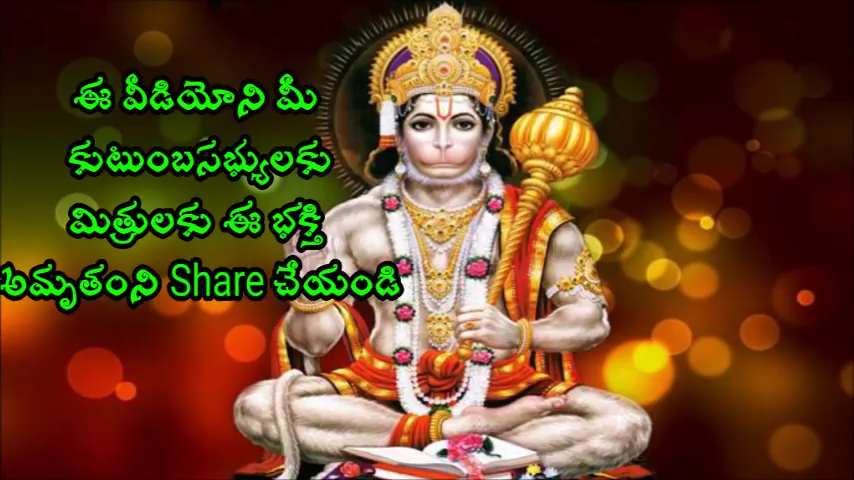 ఈ వీడియోని మీ
కుటుంబసభ్యులకు
మిత్రులకు ఈ భక్తి
అమృతంని Share చేయండి